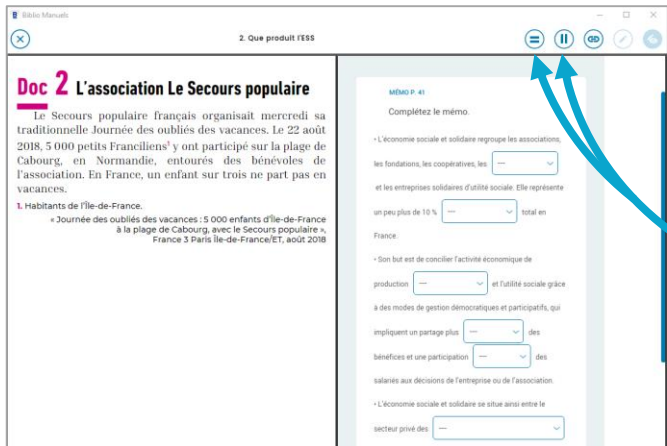 Biblio Manuels
2. Que produit l'ESS
Doc 2 L'association Le Secours populaire
Le Secours populaire français organisait mercredi sa
traditionnelle Journée des oubliés des vacances. Le 22 août
2018, 5 000 petits Franciliens¹ y ont participé sur la plage de
Cabourg, en Normandie, entourés des bénévoles de
l'association. En France, un enfant sur trois ne part pas en
vacances.
1. Habitants de l'Île-de-France.
« Journée des oubliés des vacances : 5 000 enfants d'Île-de-France
à la plage de Cabourg, avec le Secours populaire »,
France 3 Paris Île-de-France/ET, août 2018
MÉMO P. 41
Complétez le mémo.
• L'économie sociale et solidaire regroupe les associations,
les fondations, les coopératives, les ---
et les entreprises solidaires d'utilité sociale. Elle représente
un peu plus de 10 % --- total en
France.
• Son but est de concilier l'activité économique de
production --- et l'utilité sociale grâce
à des modes de gestion démocratiques et participatifs, qui
impliquent un partage plus --- des
bénéfices et une participation --- des
salariés aux décisions de l'entreprise ou de l'association.
• L'économie sociale et solidaire se situe ainsi entre le
secteur privé des ---